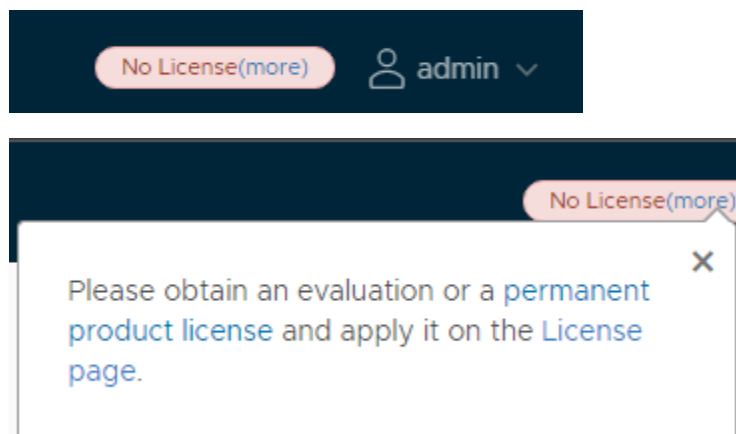 No License(more) admin
No License(more)
Please obtain an evaluation or a permanent
product license and apply it on the License
page.